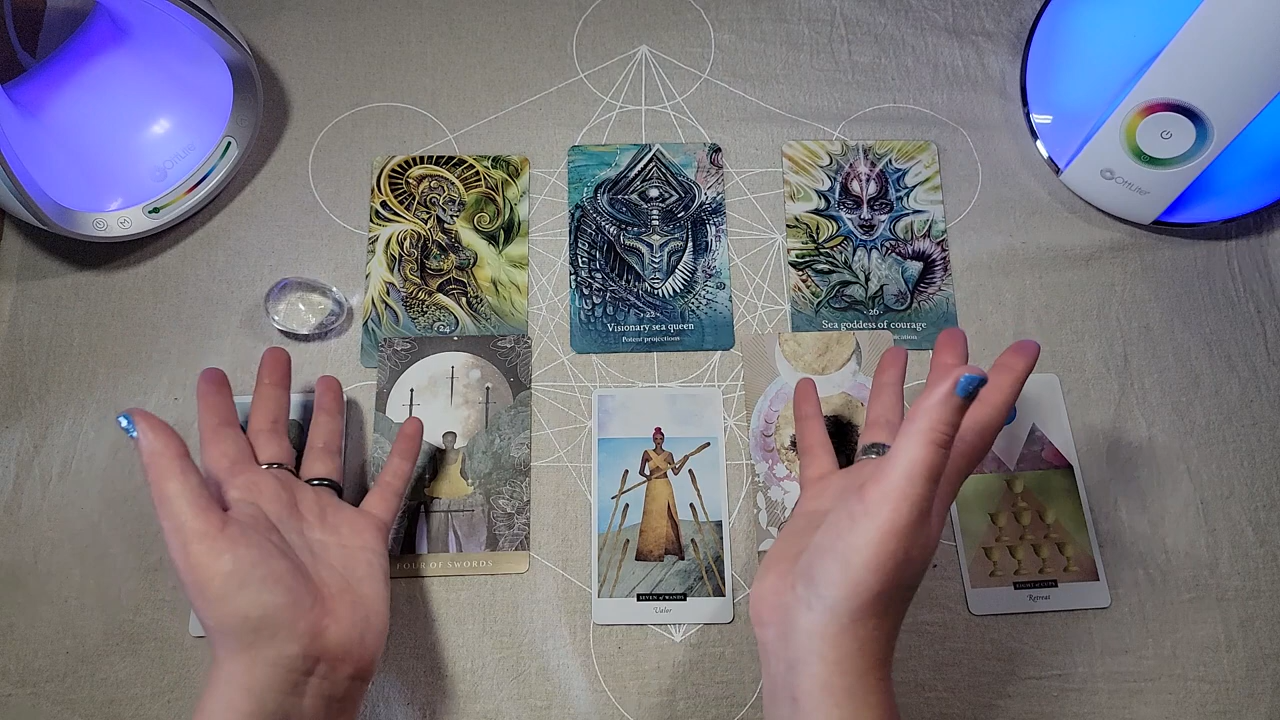 OttLite
OttLite
M
24
22
Visionary sea queen
Potent projections
26
Sea goddess of courage
FOUR OF SWORDS
SEVEN of WANDS
Valor
EIGHT of CUPS
Retreat